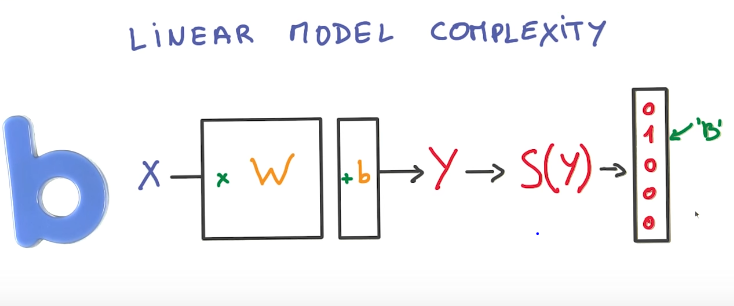 LINEAR MODEL COMPLEXITY
b X × W + b → Y → S(Y) →
0
1 'B'
0
0
0